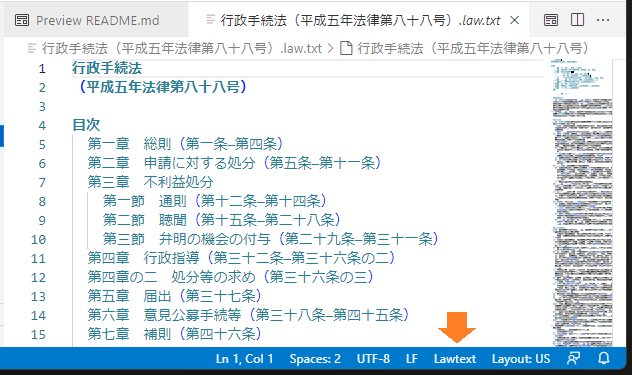 Preview README.md
行政手続法（平成五年法律第八十八号）.law.txt
行政手続法（平成五年法律第八十八号）.law.txt > 行政手続法（平成五年法律第八十八号）
1 行政手続法
2 （平成五年法律第八十八号）
3
4 目次
5 第一章　総則（第一条―第四条）
6 第二章　申請に対する処分（第五条―第十一条）
7 第三章　不利益処分
8 第一節　通則（第十二条―第十四条）
9 第二節　聴聞（第十五条―第二十八条）
10 第三節　弁明の機会の付与（第二十九条―第三十一条）
11 第四章　行政指導（第三十二条―第三十六条の二）
12 第四章の二　処分等の求め（第三十六条の三）
13 第五章　届出（第三十七条）
14 第六章　意見公募手続等（第三十八条―第四十五条）
15 第七章　補則（第四十六条）
Ln 1, Col 1 Spaces: 2 UTF-8 LF Lawtext Layout: US